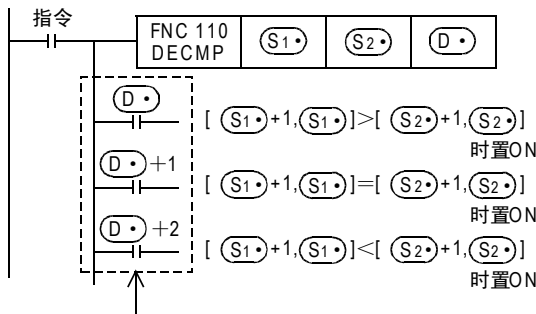 指令
FNC 110 DECMP (S1•) (S2•) (D•)
(D•) [ (S1•)+1,(S1•)]>[ (S2•)+1,(S2•)]
时置ON
(D•)+1 [ (S1•)+1,(S1•)]=[ (S2•)+1,(S2•)]
时置ON
(D•)+2 [ (S1•)+1,(S1•)]<[ (S2•)+1,(S2•)]
时置ON